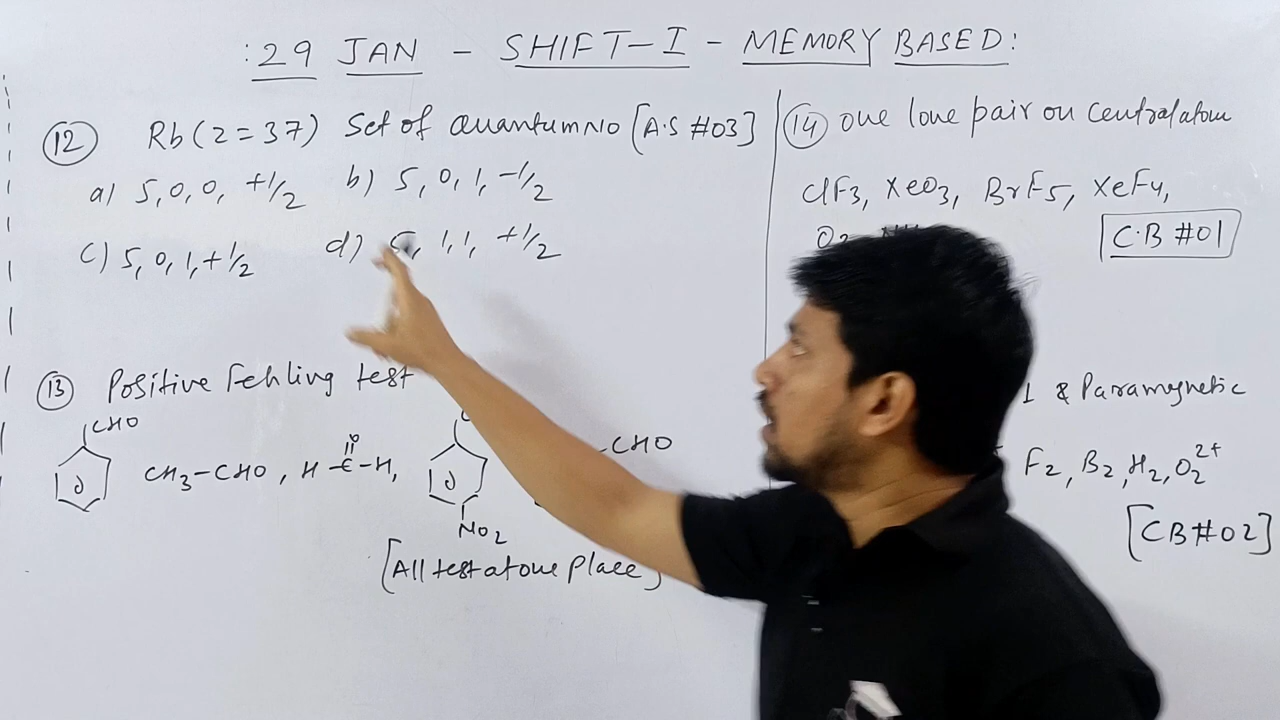 : 29 JAN - SHIFT-I - MEMORY BASED :
(12) Rb(Z=37) Set of Quantum No [A.S #03]
a) 5, 0, 0, +1/2 b) 5, 0, 1, -1/2
c) 5, 0, 1, +1/2 d) 5, 1, 1, +1/2
(13) Positive Fehling test
CHO
CH3-CHO, H-C-H,
O
NO2
CHO
[All test at one place]
(14) one lone pair on Central atom
ClF3, XeO3, BrF5, XeF4,
C.B #01
1 & Paramagnetic
F2, B2, H2, O2 2+
[CB#02]